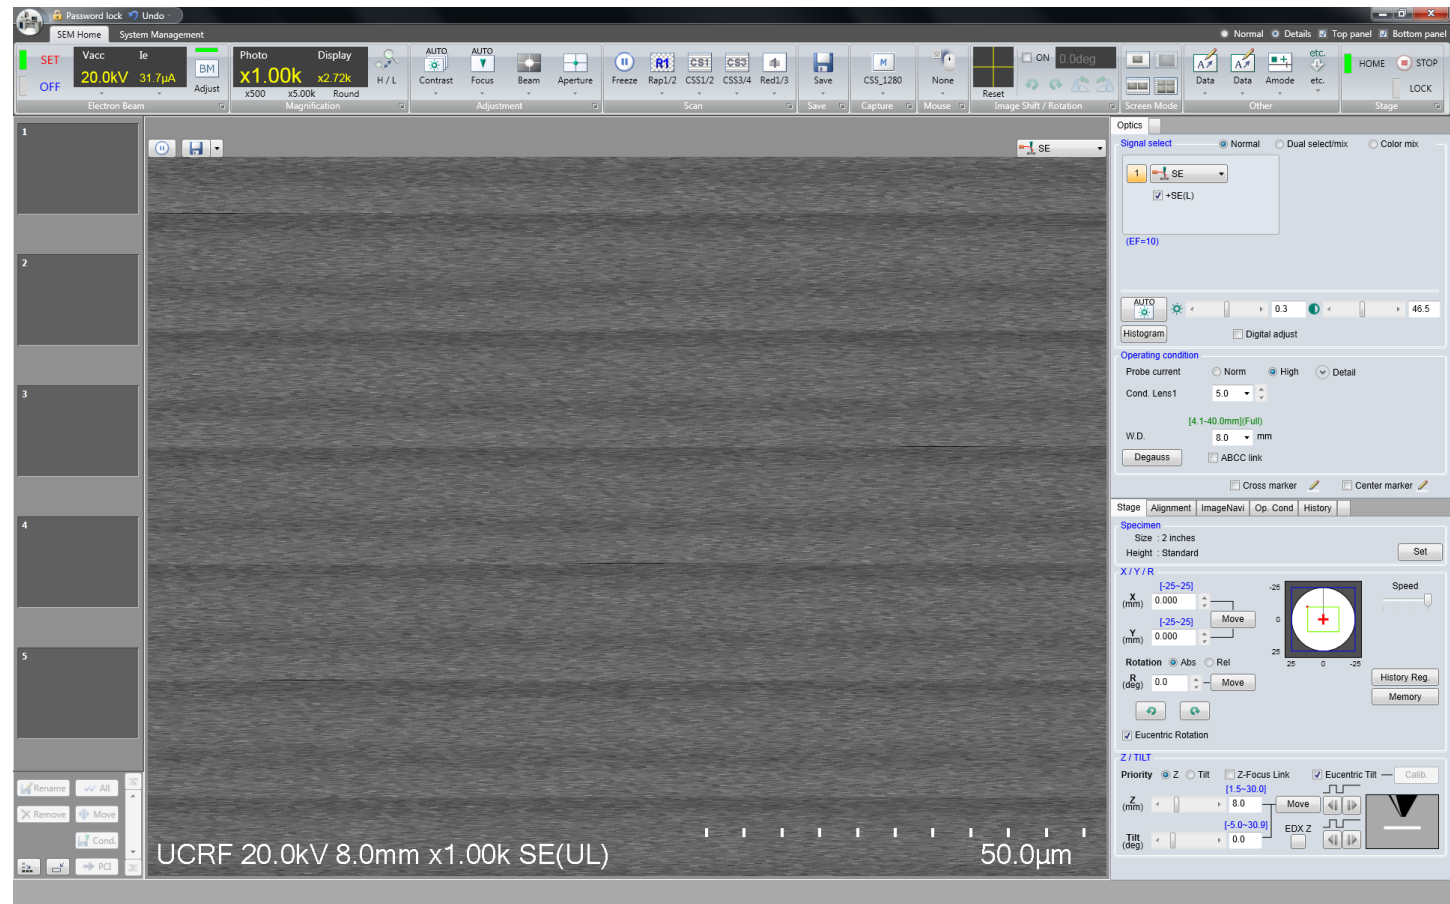 Password lock Undo
SEM Home System Management
Normal Details Top panel Bottom panel
SET
OFF
Vacc Ie
20.0kV 31.7µA
BM
Adjust
Electron Beam
Photo Display
x1.00k x2.72k
x500 x5.00k Round
H / L
Magnification
AUTO AUTO
Contrast Focus Beam Aperture
Adjustment
R1 CS1 CS3
Freeze Rap1/2 CSS1/2 CSS3/4 Red1/3
Scan
Save
Save
M
CSS_1280
Capture
None
Mouse
Reset
ON 0.0deg
Image Shift / Rotation
Screen Mode
etc.
Data Data Amode etc.
Other
HOME STOP
LOCK
Stage
1
2
3
4
5
Rename All
Remove Move
Cond.
PCI
SE
UCRF 20.0kV 8.0mm x1.00k SE(UL)
50.0µm
Optics
Signal select Normal Dual select/mix Color mix
1 SE
+SE(L)
(EF=10)
AUTO 0.3 46.5
Histogram Digital adjust
Operating condition
Probe current Norm High Detail
Cond. Lens1 5.0
[4.1-40.0mm](Full)
W.D. 8.0 mm
Degauss ABCC link
Cross marker Center marker
Stage Alignment ImageNavi Op. Cond History
Specimen
Size : 2 inches
Height : Standard Set
X / Y / R
[-25~25]
X (mm) 0.000
Move
[-25~25]
Y (mm) 0.000
-25
0
25
25 0 -25
Speed
Rotation Abs Rel
R (deg) 0.0 Move
History Reg.
Memory
Eucentric Rotation
Z / TILT
Priority Z Tilt Z-Focus Link Eucentric Tilt Calib.
[1.5~30.0]
Z (mm) 8.0 Move
[-5.0~30.9]
Tilt (deg) 0.0 EDX Z